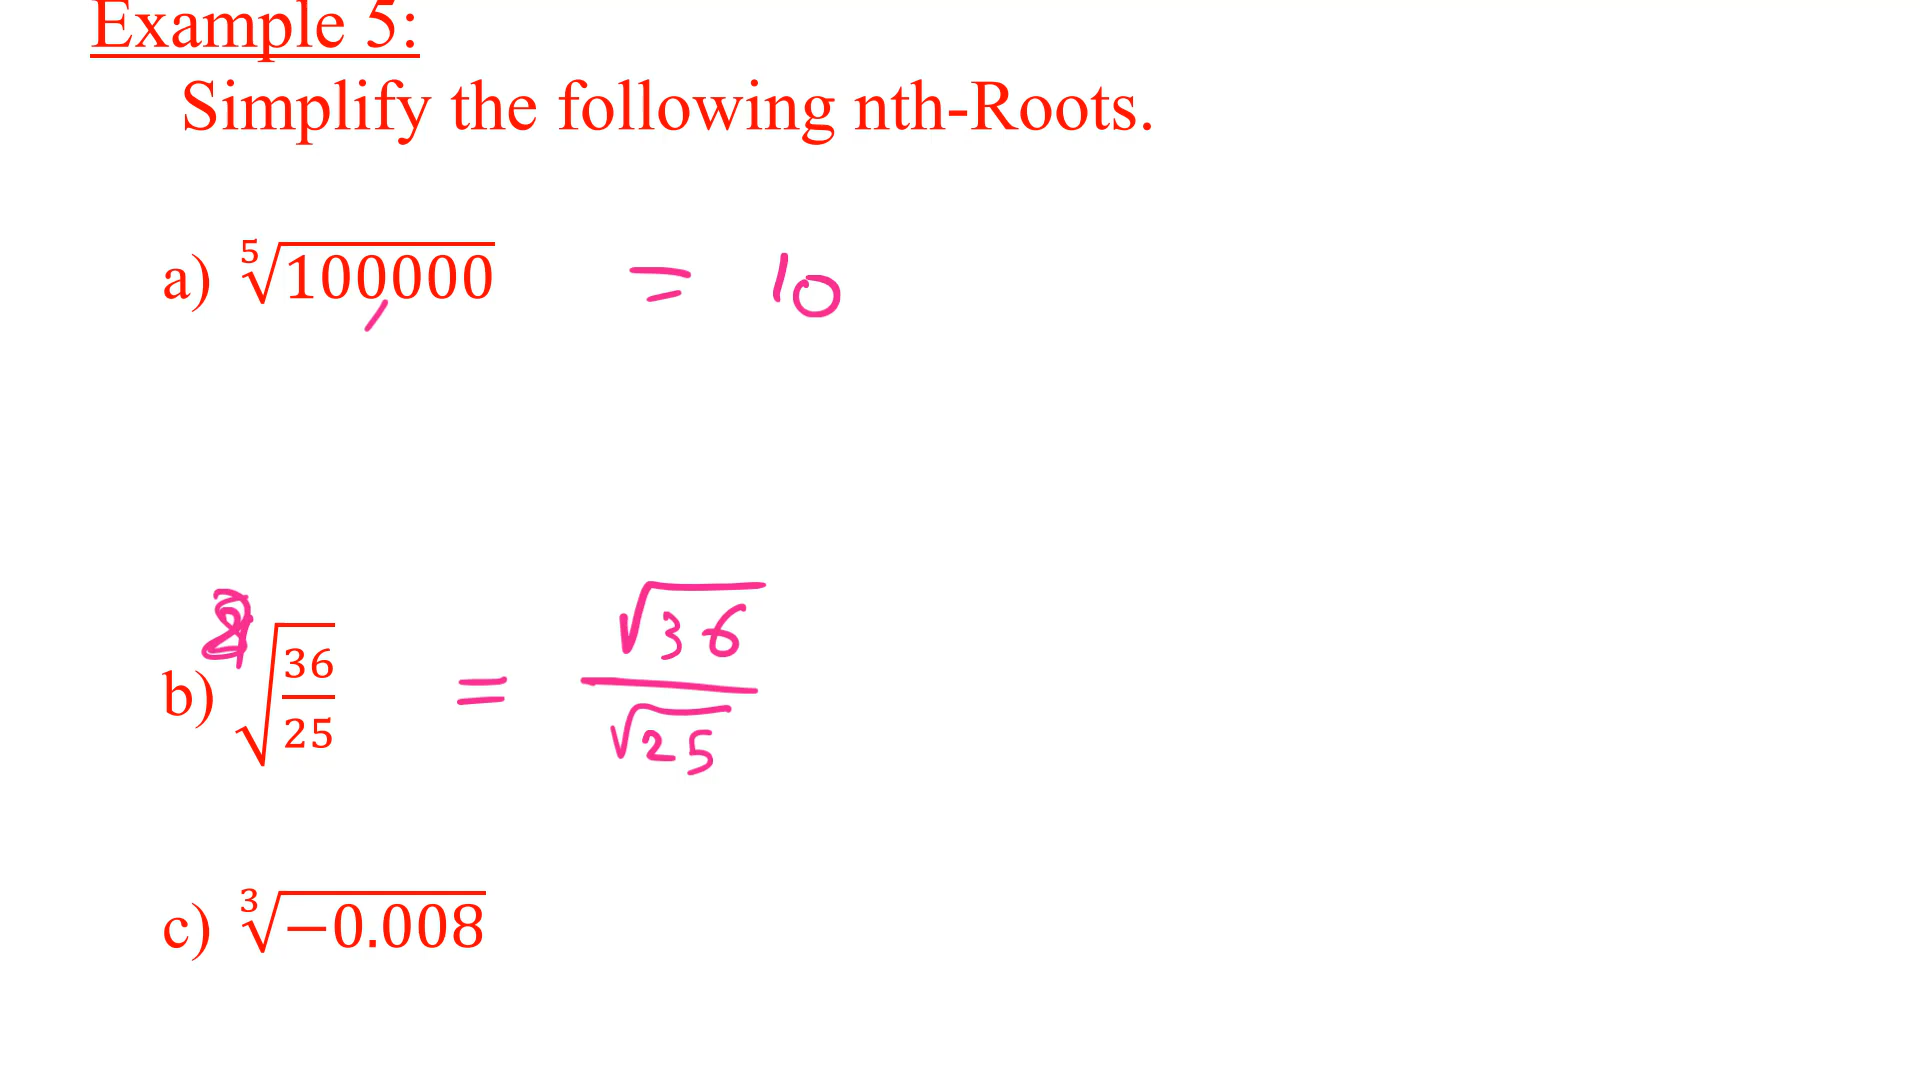 Example 5:
Simplify the following nth-Roots.
a) ⁵√100000 = 10
b) √(36/25) = √36/√25
c) ³√−0.008